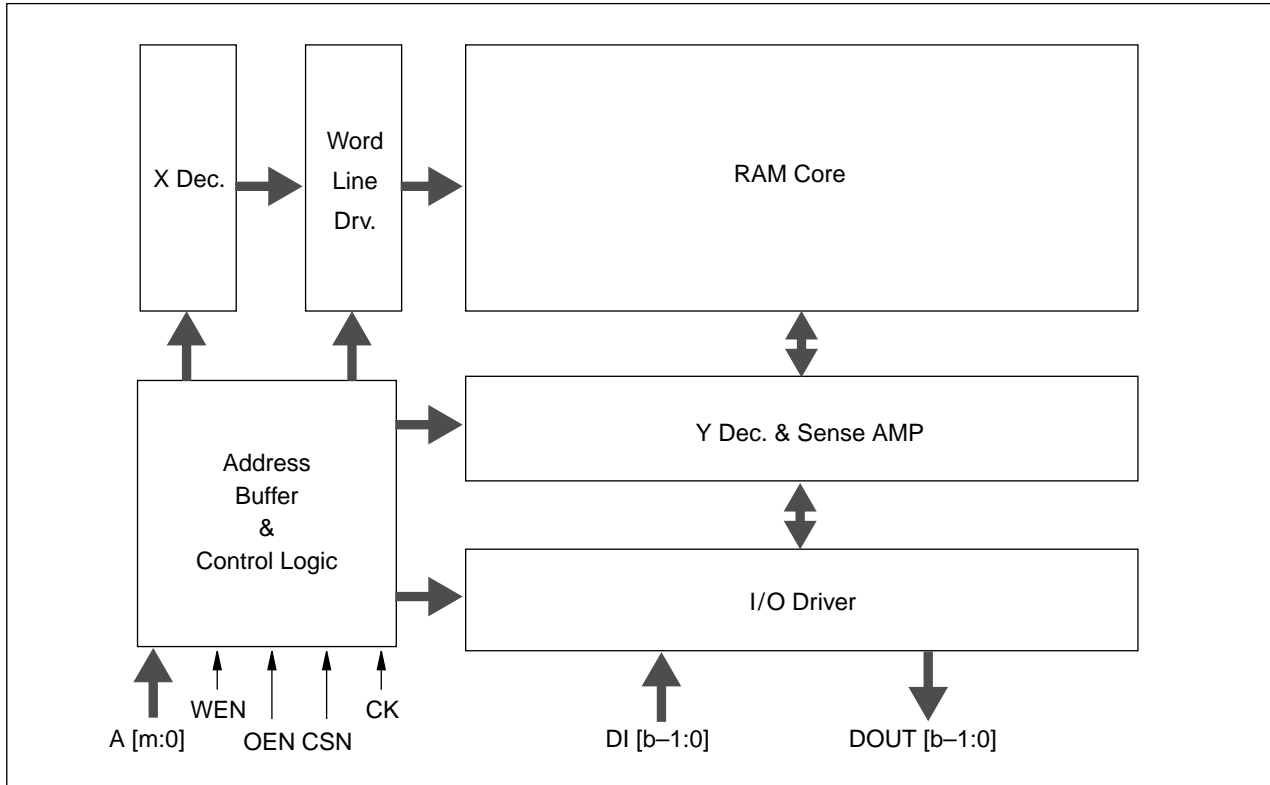 X Dec.
Word
Line
Drv.
RAM Core
Address
Buffer
&
Control Logic
Y Dec. & Sense AMP
I/O Driver
WEN
CK
A [m:0]
OEN CSN
DI [b–1:0]
DOUT [b–1:0]